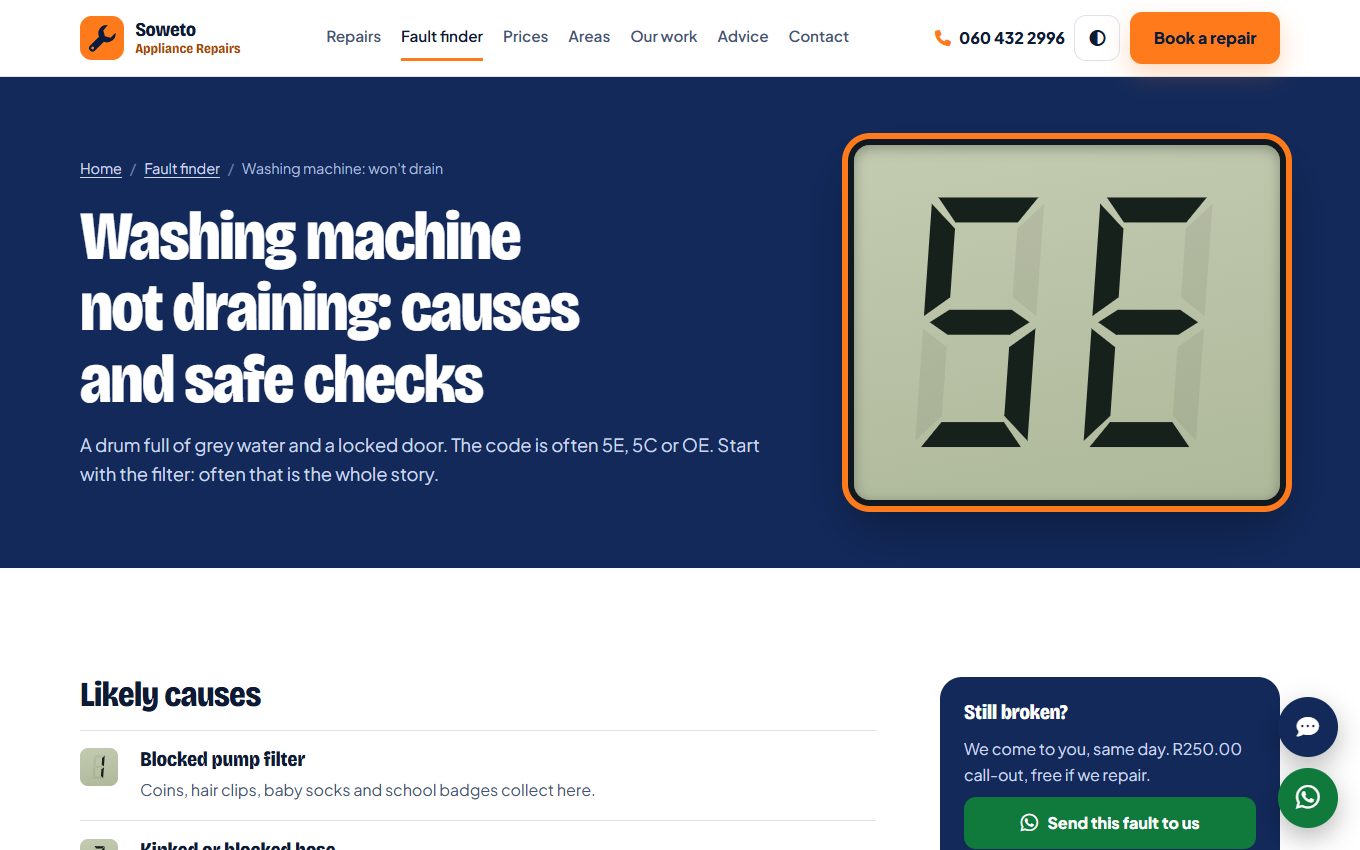 Soweto
Appliance Repairs
Repairs
Fault finder
Prices
Areas
Our work
Advice
Contact
060 432 2996
Book a repair
Home / Fault finder / Washing machine: won't drain
Washing machine
not draining: causes
and safe checks
A drum full of grey water and a locked door. The code is often 5E, 5C or OE. Start
with the filter: often that is the whole story.
5E
Likely causes
1
Blocked pump filter
Coins, hair clips, baby socks and school badges collect here.
Kinked or blocked hose
Still broken?
We come to you, same day. R250.00
call-out, free if we repair.
Send this fault to us